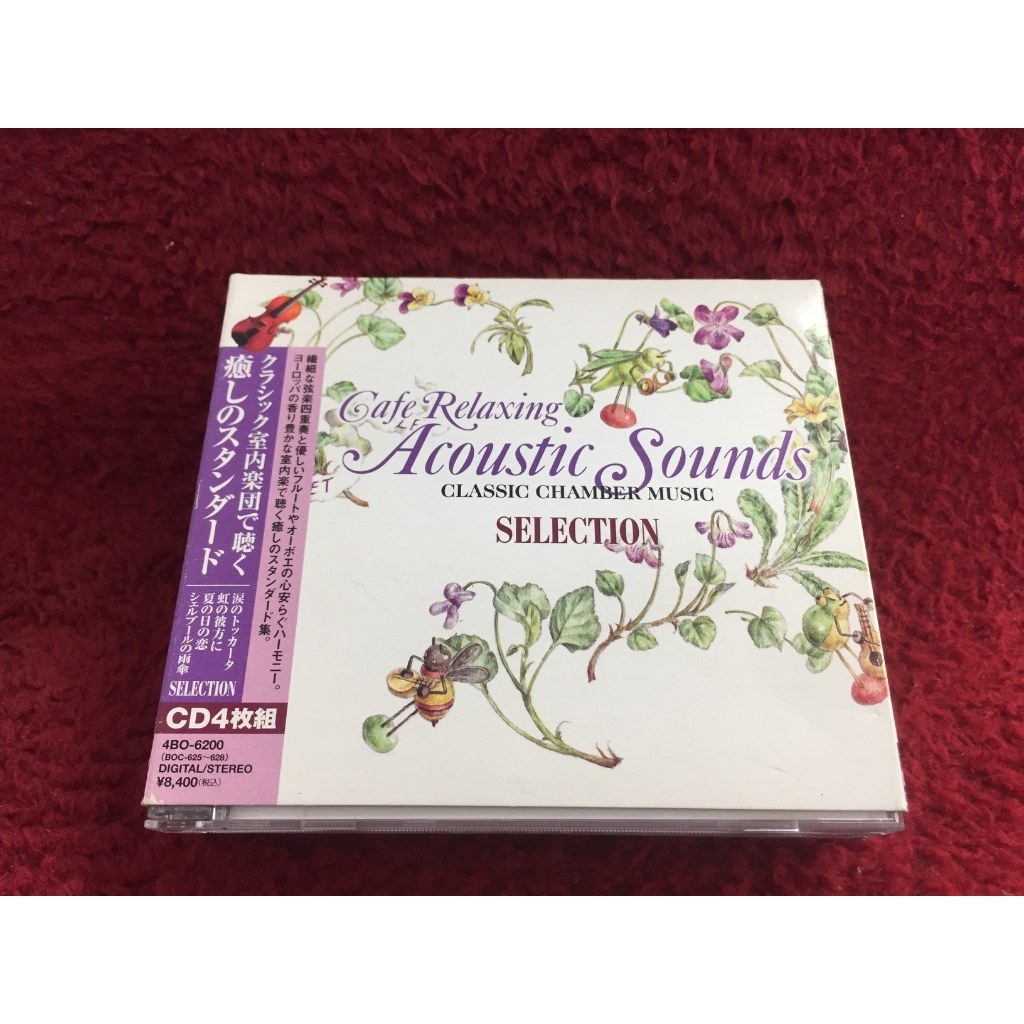 クラシック室内楽団で聴く
癒しのスタンダード
繊細な弦楽四重奏と優しいフルートやオーボエの心安らぐハーモニー。
ヨーロッパの香り豊かな室内楽で聴く癒しのスタンダード集。
涙のトッカータ
虹の彼方に
夏の日の恋
シェルブールの雨傘
SELECTION
CD4枚組
4BO-6200
(BOC-625～628)
DIGITAL/STEREO
¥8,400(税込)
Cafe Relaxing
Acoustic Sounds
CLASSIC CHAMBER MUSIC
SELECTION